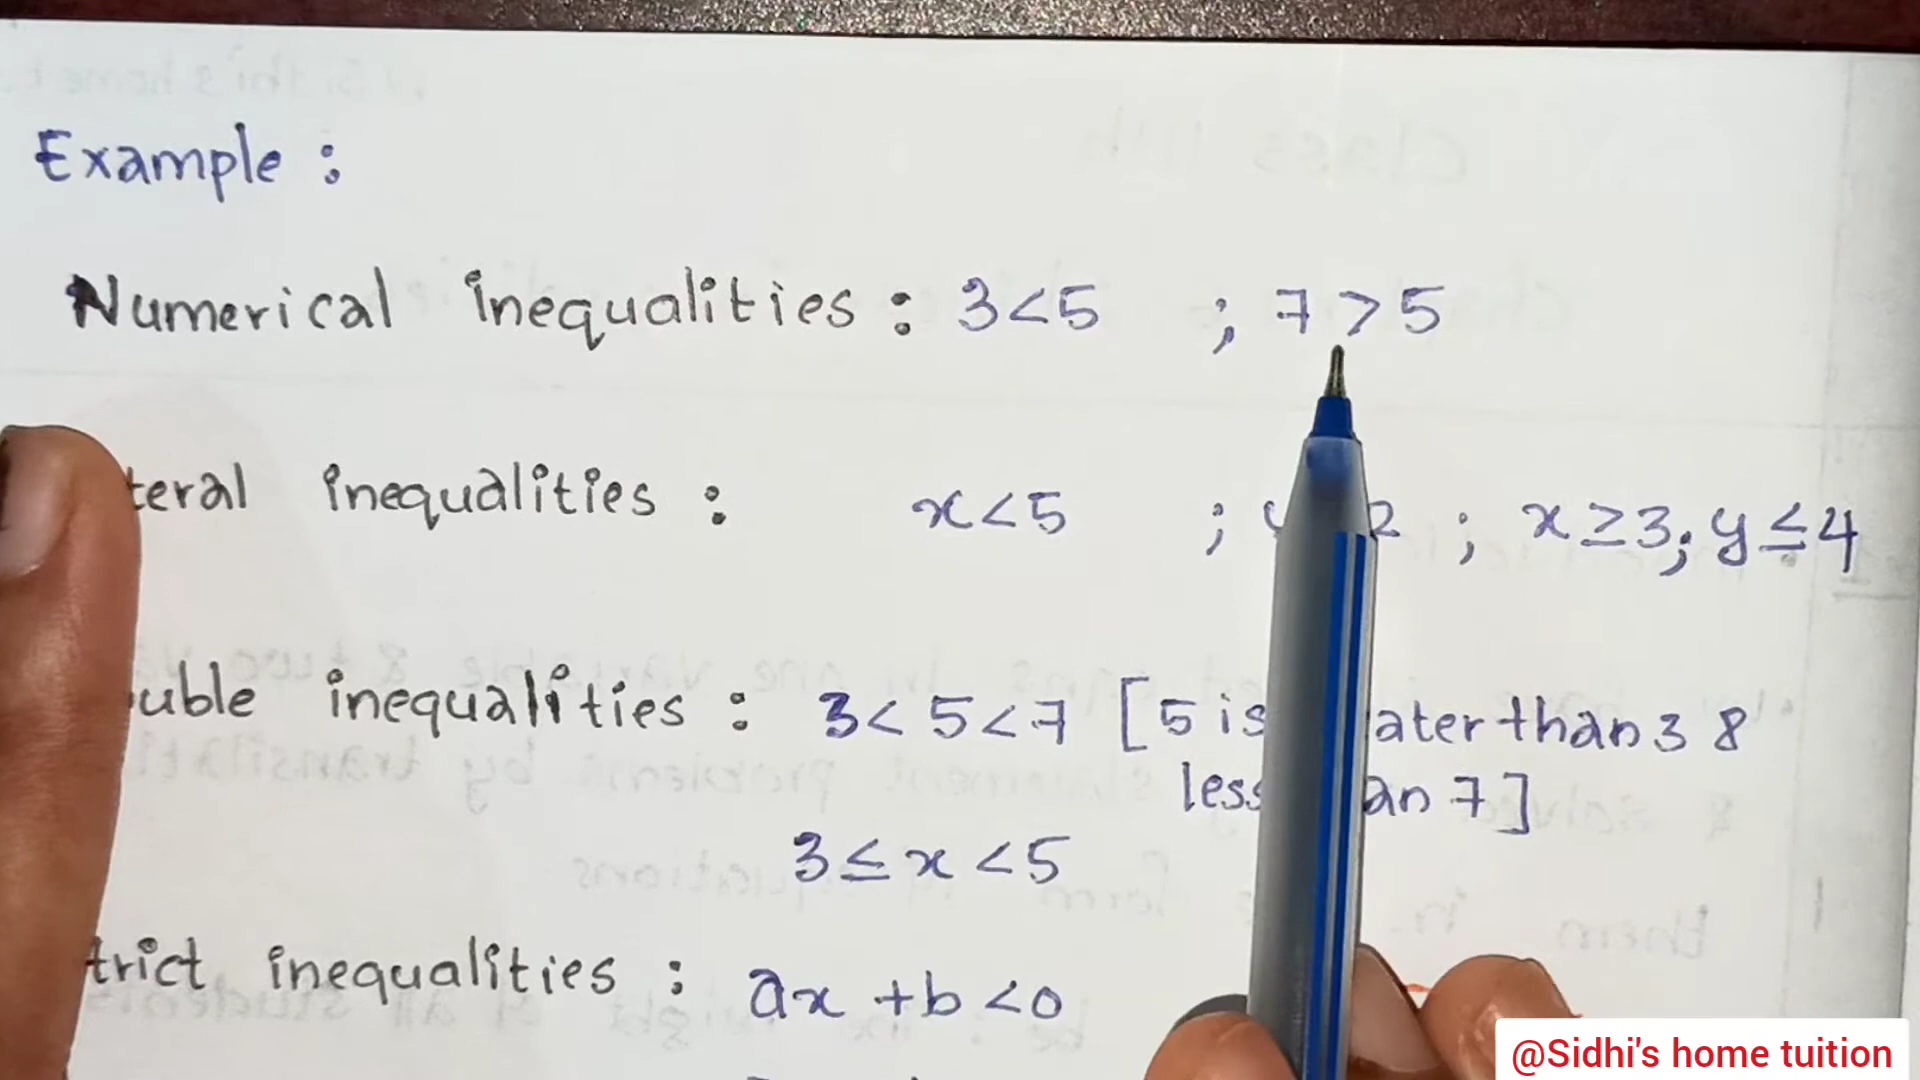 Example :
Numerical inequalities : 3<5 ; 7>5
teral inequalities : x<5 ; 2 ; x≥3; y≤4
uble inequalities : 3<5<7 [5 is ater than 3 &
less an 7]
3≤x<5
trict inequalities : ax+b<0
@Sidhi's home tuition